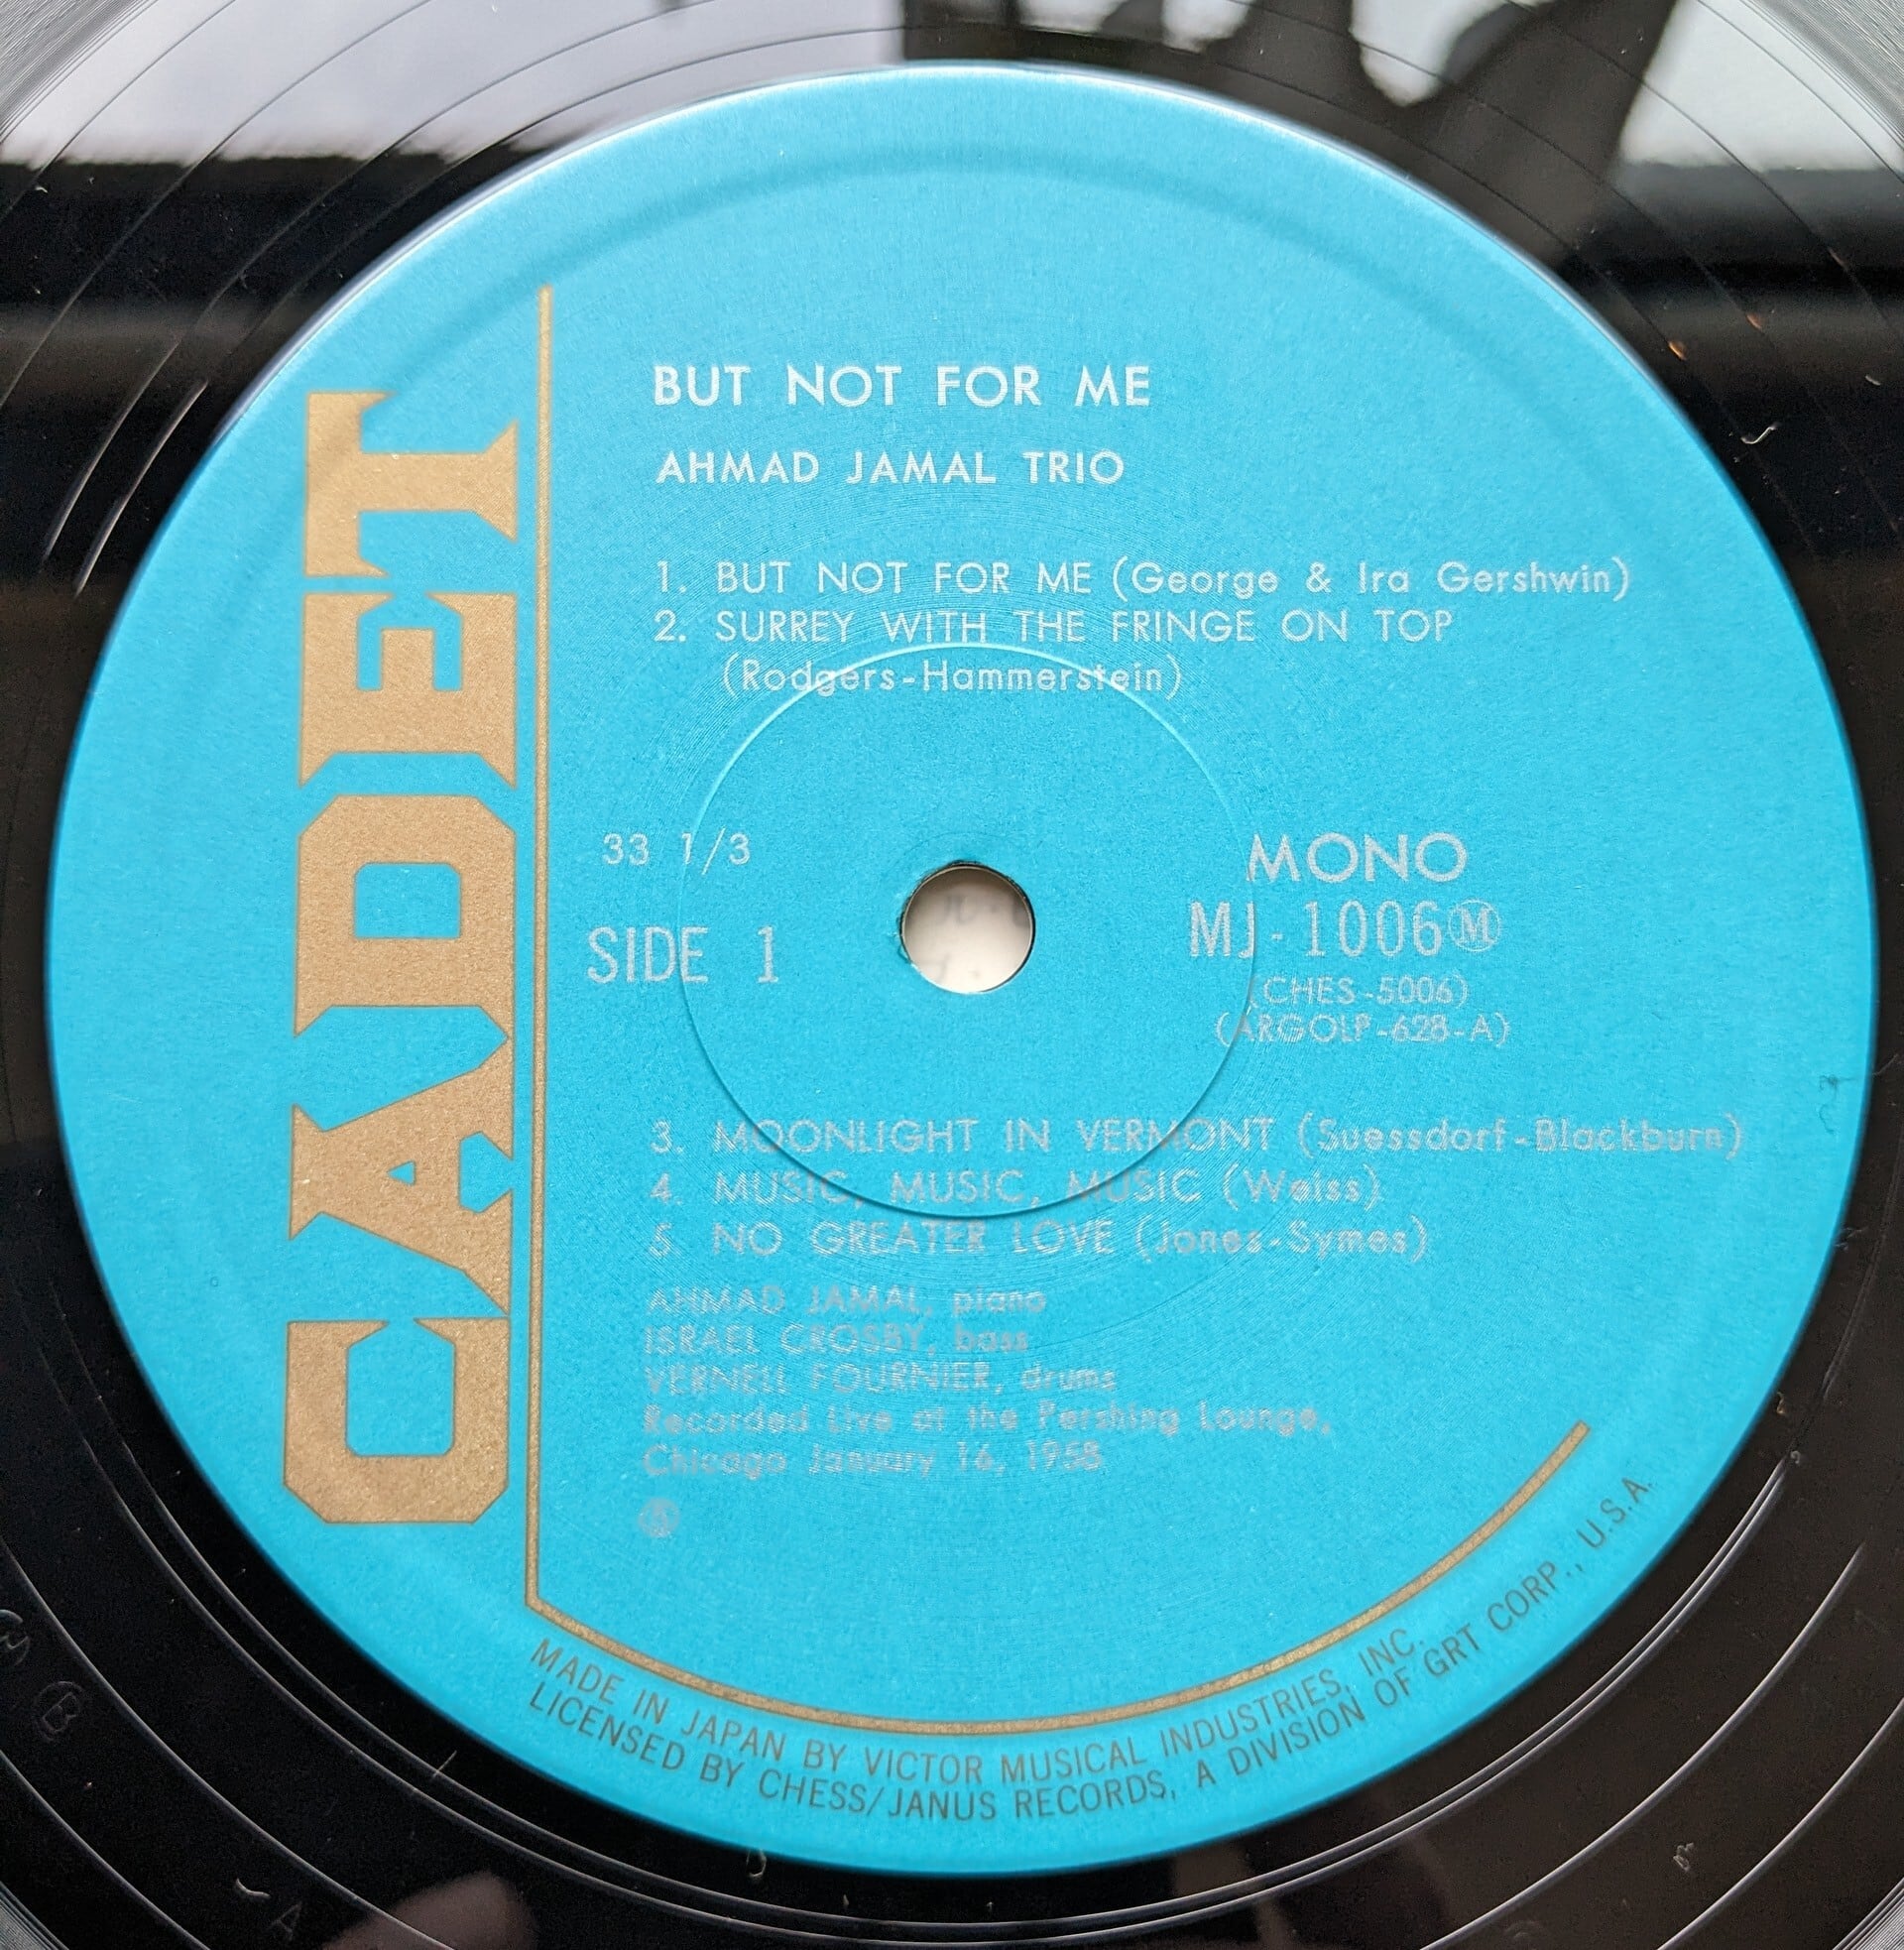 CADET
BUT NOT FOR ME
AHMAD JAMAL TRIO
1. BUT NOT FOR ME (George & Ira Gershwin)
2. SURREY WITH THE FRINGE ON TOP
(Rodgers-Hammerstein)
33 1/3
SIDE 1
MONO
MJ-1006Ⓜ
(CHES-5006)
(ARGOLP-628-A)
3. MOONLIGHT IN VERMONT (Suessdorf-Blackburn)
4. MUSIC, MUSIC, MUSIC (Weiss)
5. NO GREATER LOVE (Jones-Symes)
AHMAD JAMAL, piano
ISRAEL CROSBY, bass
VERNELL FOURNIER, drums
Recorded Live at the Pershing Lounge,
Chicago January 16, 1958
MADE IN JAPAN BY VICTOR MUSICAL INDUSTRIES, INC.
LICENSED BY CHESS/JANUS RECORDS, A DIVISION OF GRT CORP., U.S.A.